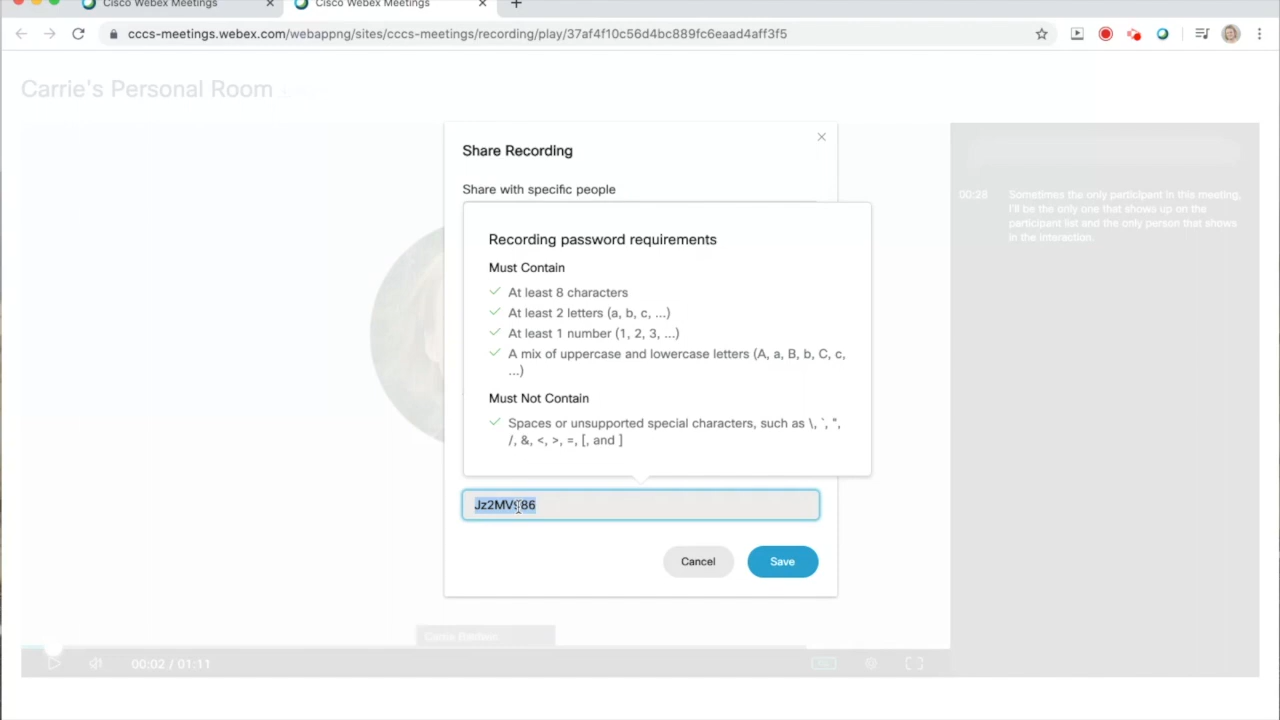 Cisco Webex Meetings
Cisco Webex Meetings
cccs-meetings.webex.com/webappng/sites/cccs-meetings/recording/play/37af4f10c56d4bc889fc6eaad4aff3f5
Carrie's Personal Room
Share Recording
Share with specific people
Recording password requirements
Must Contain
At least 8 characters
At least 2 letters (a, b, c, ...)
At least 1 number (1, 2, 3, ...)
A mix of uppercase and lowercase letters (A, a, B, b, C, c,
...)
Must Not Contain
Spaces or unsupported special characters, such as \, `, ",
/, &, <, >, =, [, and ]
Jz2MV986
Cancel
Save
00:28
Sometimes the only participant in this meeting,
I'll be the only one that shows up on the
participant list and the only person that shows
in the interaction.
Carrie
00:02 / 01:11